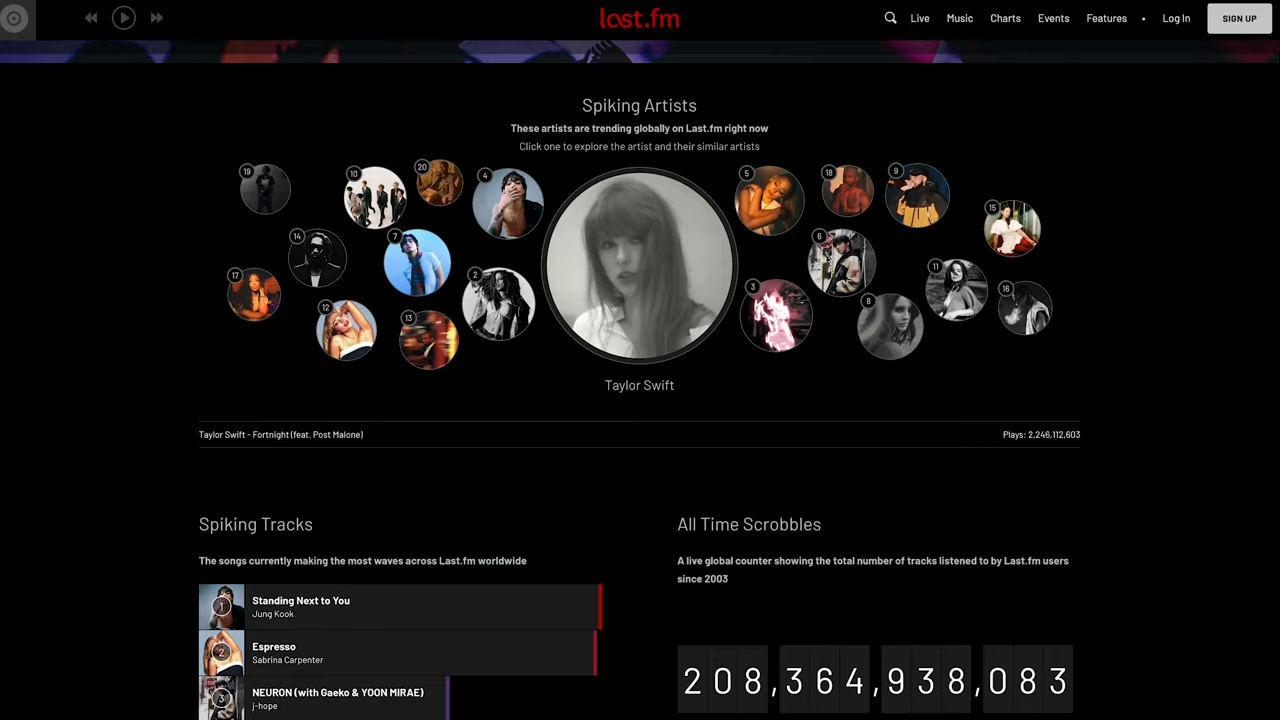 last.fm
Live Music Charts Events Features • Log In SIGN UP
Spiking Artists
These artists are trending globally on Last.fm right now
Click one to explore the artist and their similar artists
19
10
20
4
5
18
9
15
14
7
2
6
11
17
12
13
3
8
16
Taylor Swift
Taylor Swift - Fortnight (feat. Post Malone) Plays: 2,246,112,603
Spiking Tracks
The songs currently making the most waves across Last.fm worldwide
1
Standing Next to You
Jung Kook
2
Espresso
Sabrina Carpenter
3
NEURON (with Gaeko & YOON MIRAE)
j-hope
All Time Scrobbles
A live global counter showing the total number of tracks listened to by Last.fm users
since 2003
208,364,938,083